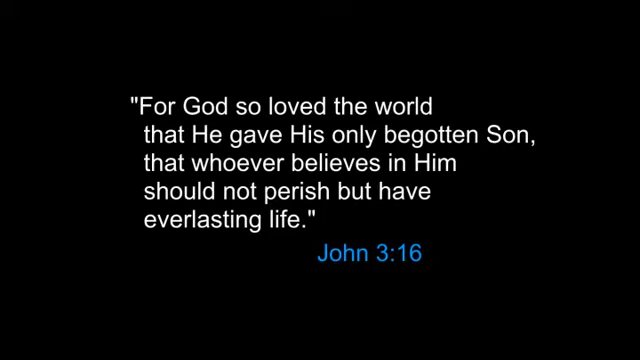 "For God so loved the world
that He gave His only begotten Son,
that whoever believes in Him
should not perish but have
everlasting life."
John 3:16